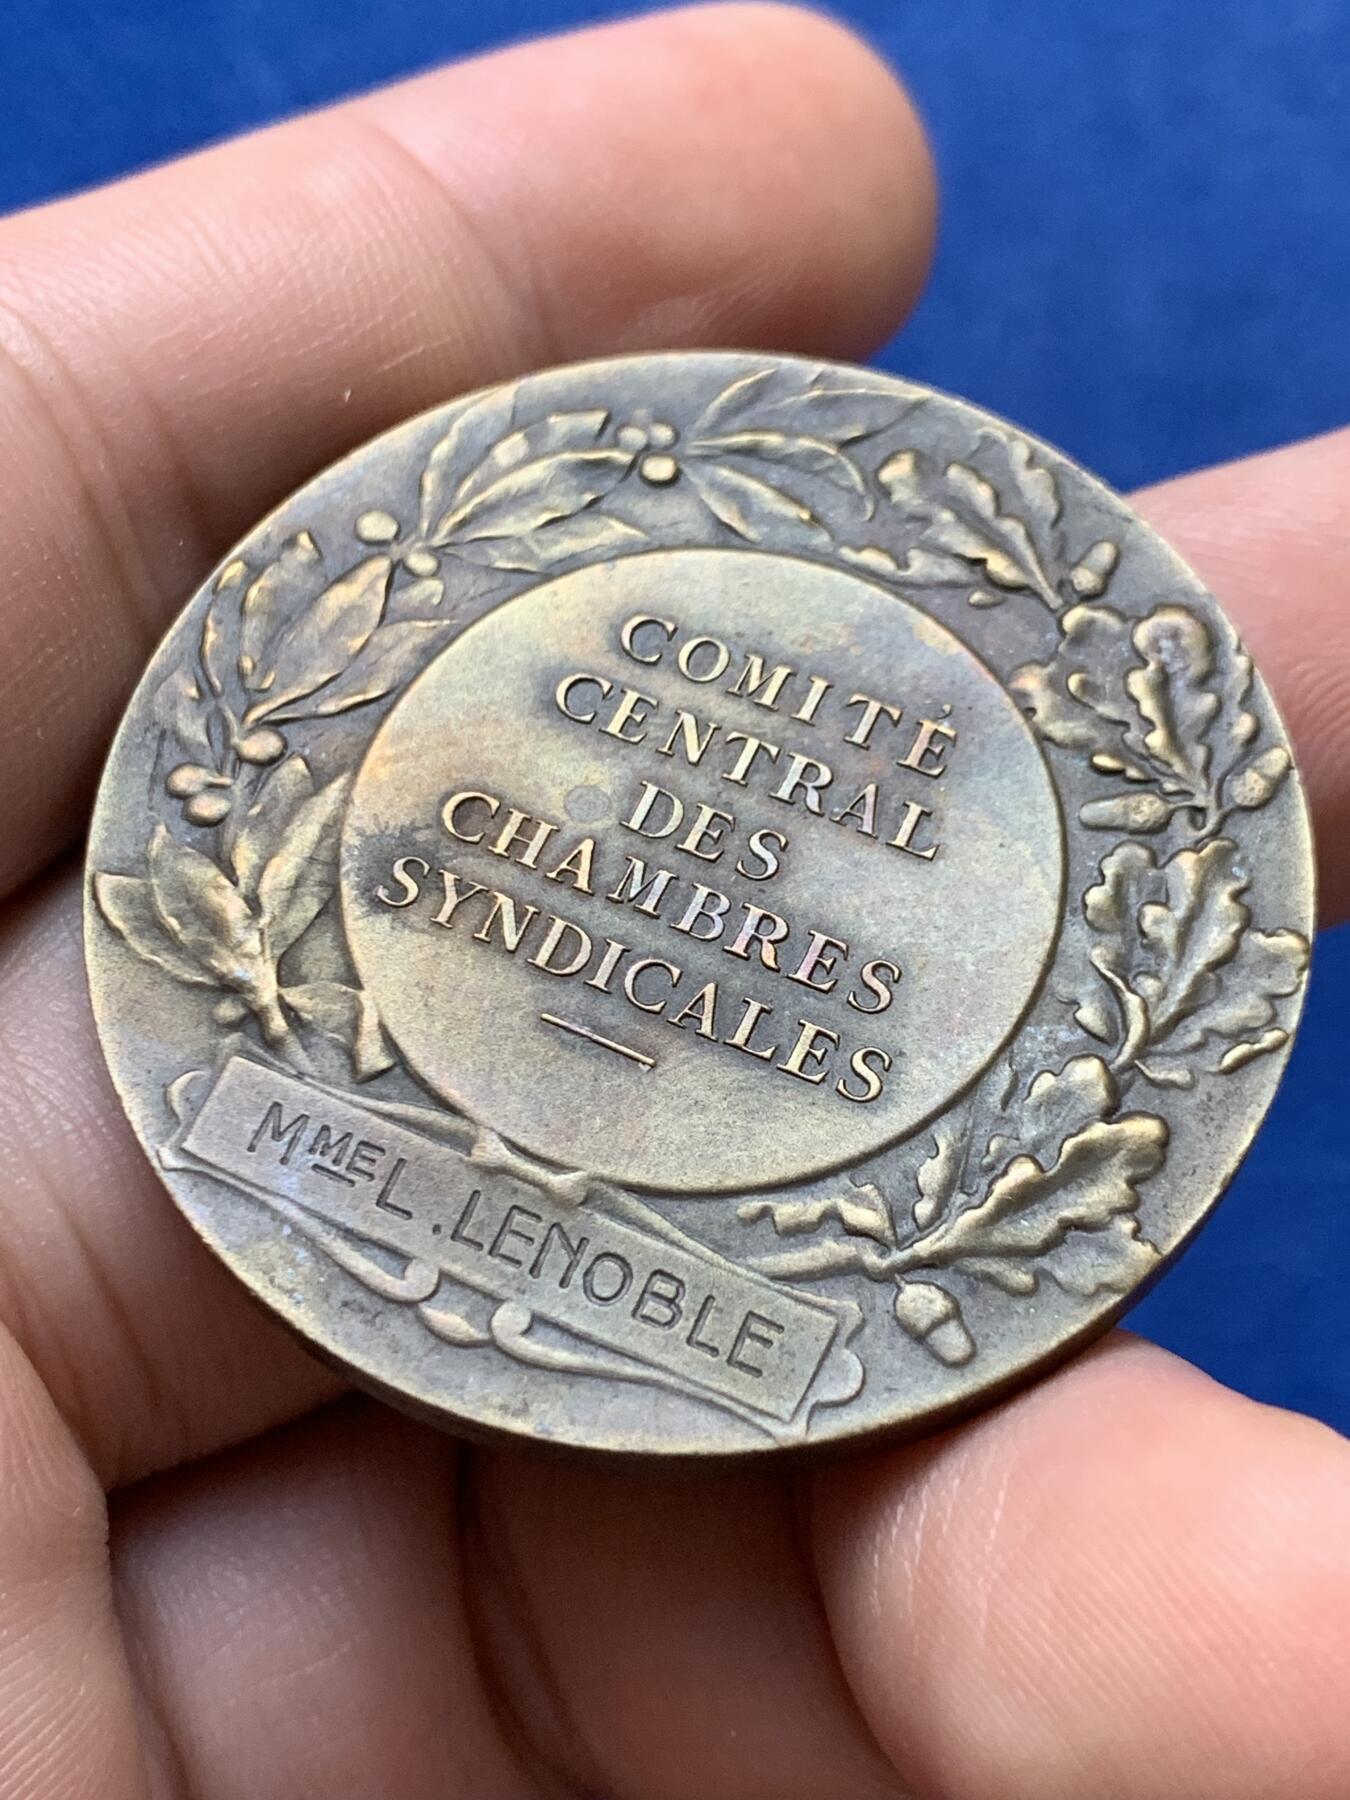 COMITÉ
CENTRAL
DES
CHAMBRES
SYNDICALES
MME L. LENOBLE